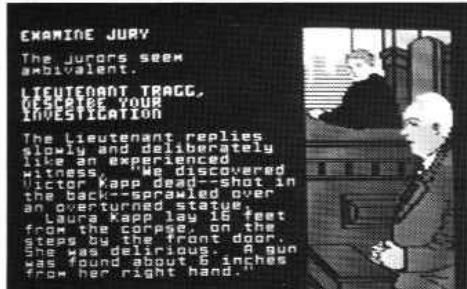 EXAMINE JURY
The jurors seem
ambivalent.
LIEUTENANT TRAGG,
DESCRIBE YOUR
INVESTIGATION
The Lieutenant replies
slowly and deliberately
like an experienced
witness, "We discovered
Victor Kapp dead--shot in
the back--sprawled over
an overturned statue.
Laura Kapp lay 16 feet
from the corpse, on the
steps by the front door.
She was delirious. A gun
was found about 6 inches
from her right hand."